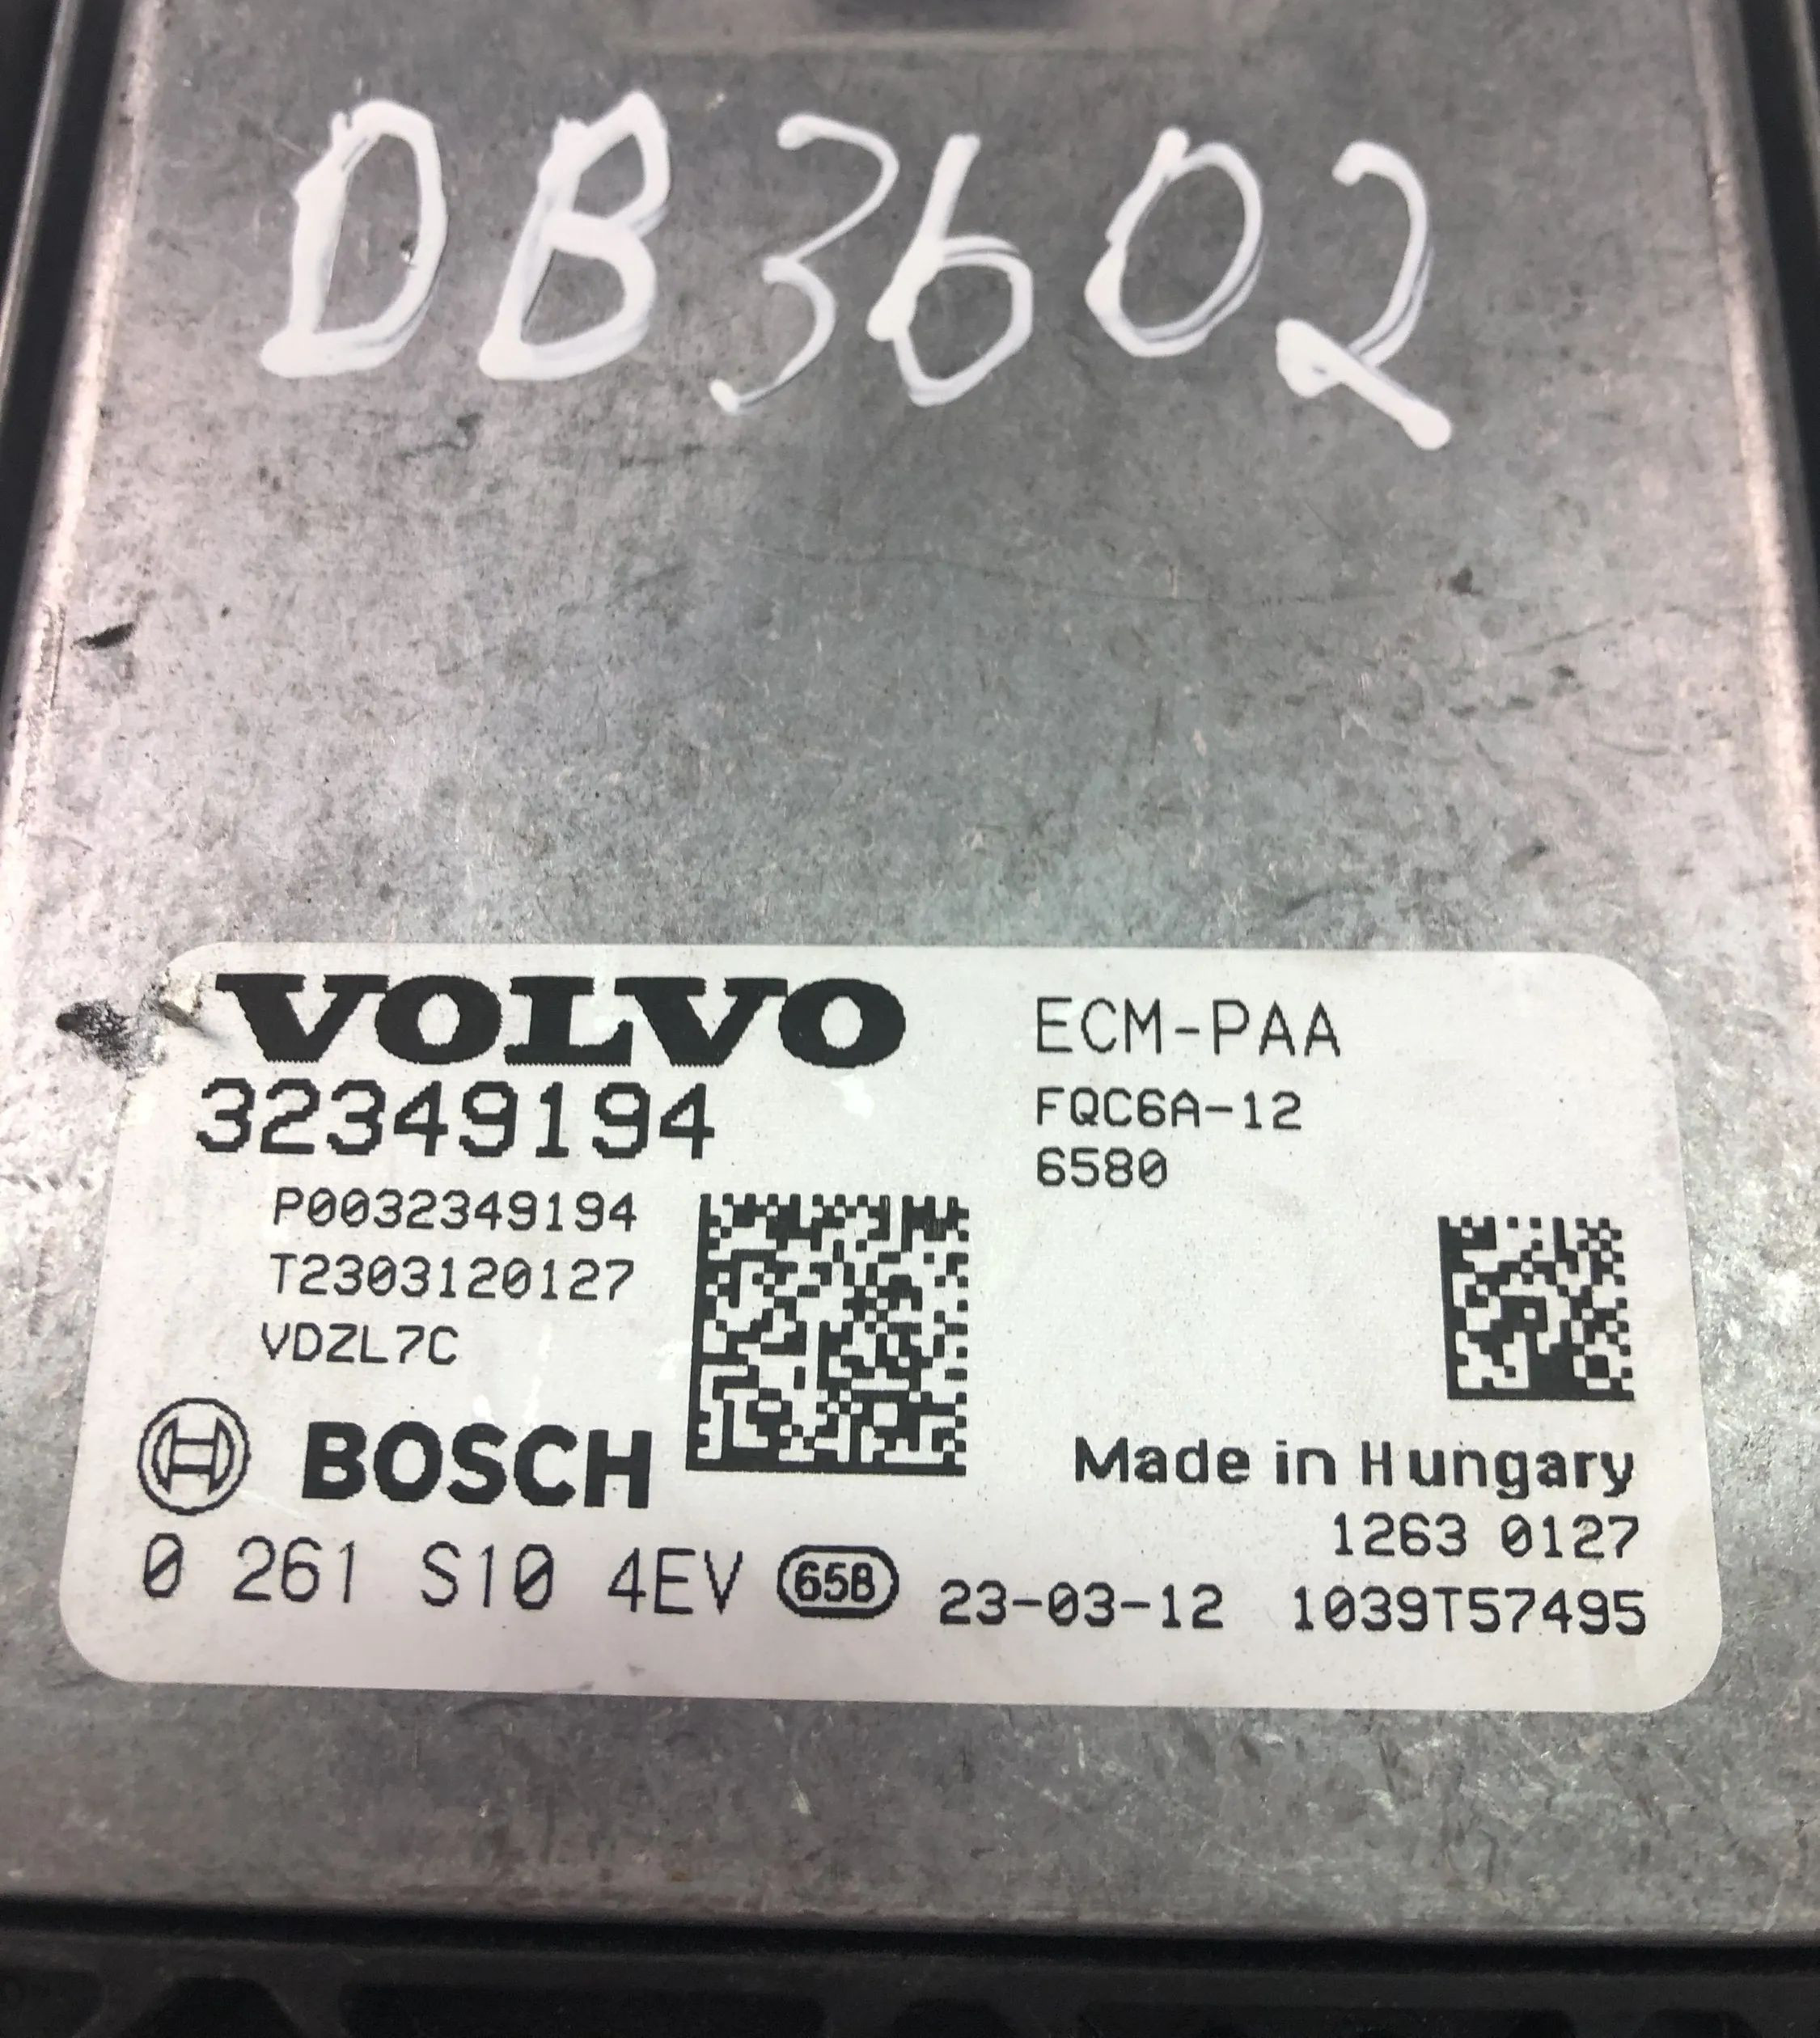 DB3602
VOLVO
32349194
P0032349194
T2303120127
VDZL7C
BOSCH
0 261 S10 4EV 65B
ECM-PAA
FQC6A-12
6580
Made in Hungary
1263 0127
23-03-12 1039T57495